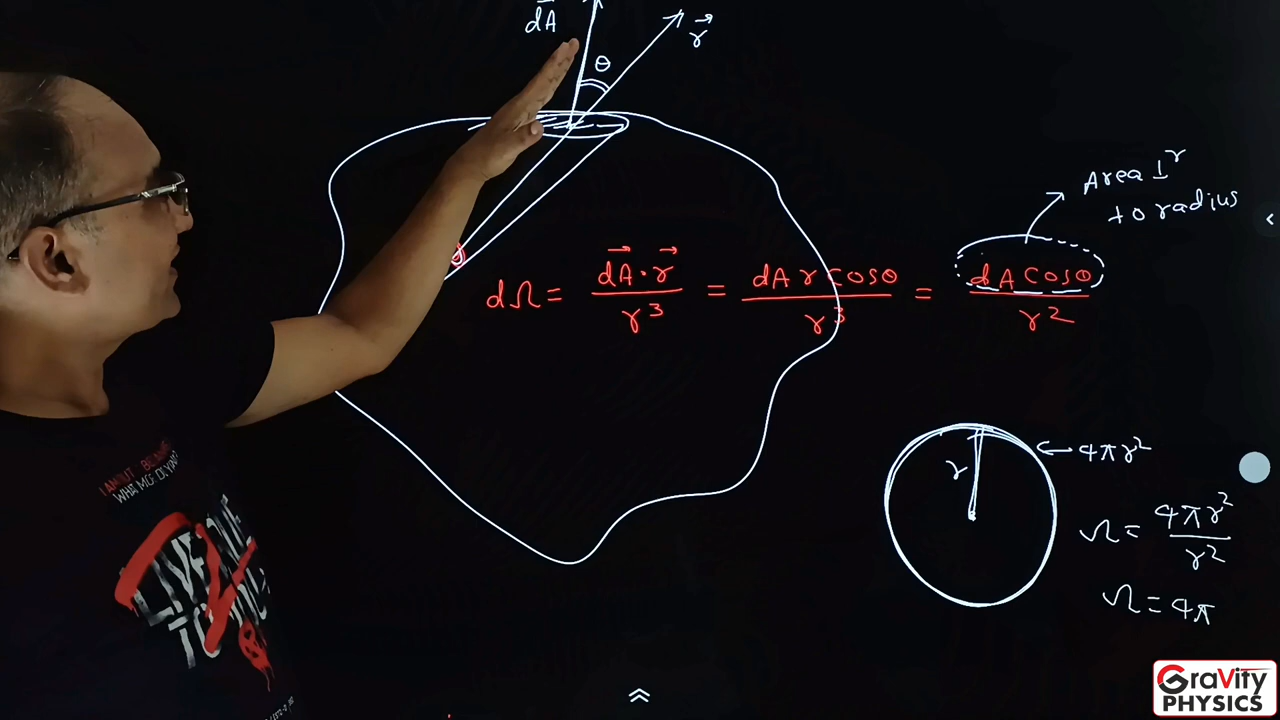 dA⃗
r⃗
θ
Area ⊥ʳ
to radius
dΩ = dA⃗·r⃗ / r³ = dA r Cosθ / r³ = dA Cosθ / r²
r
4πr²
Ω = 4πr² / r²
Ω = 4π
GRAVITY
PHYSICS